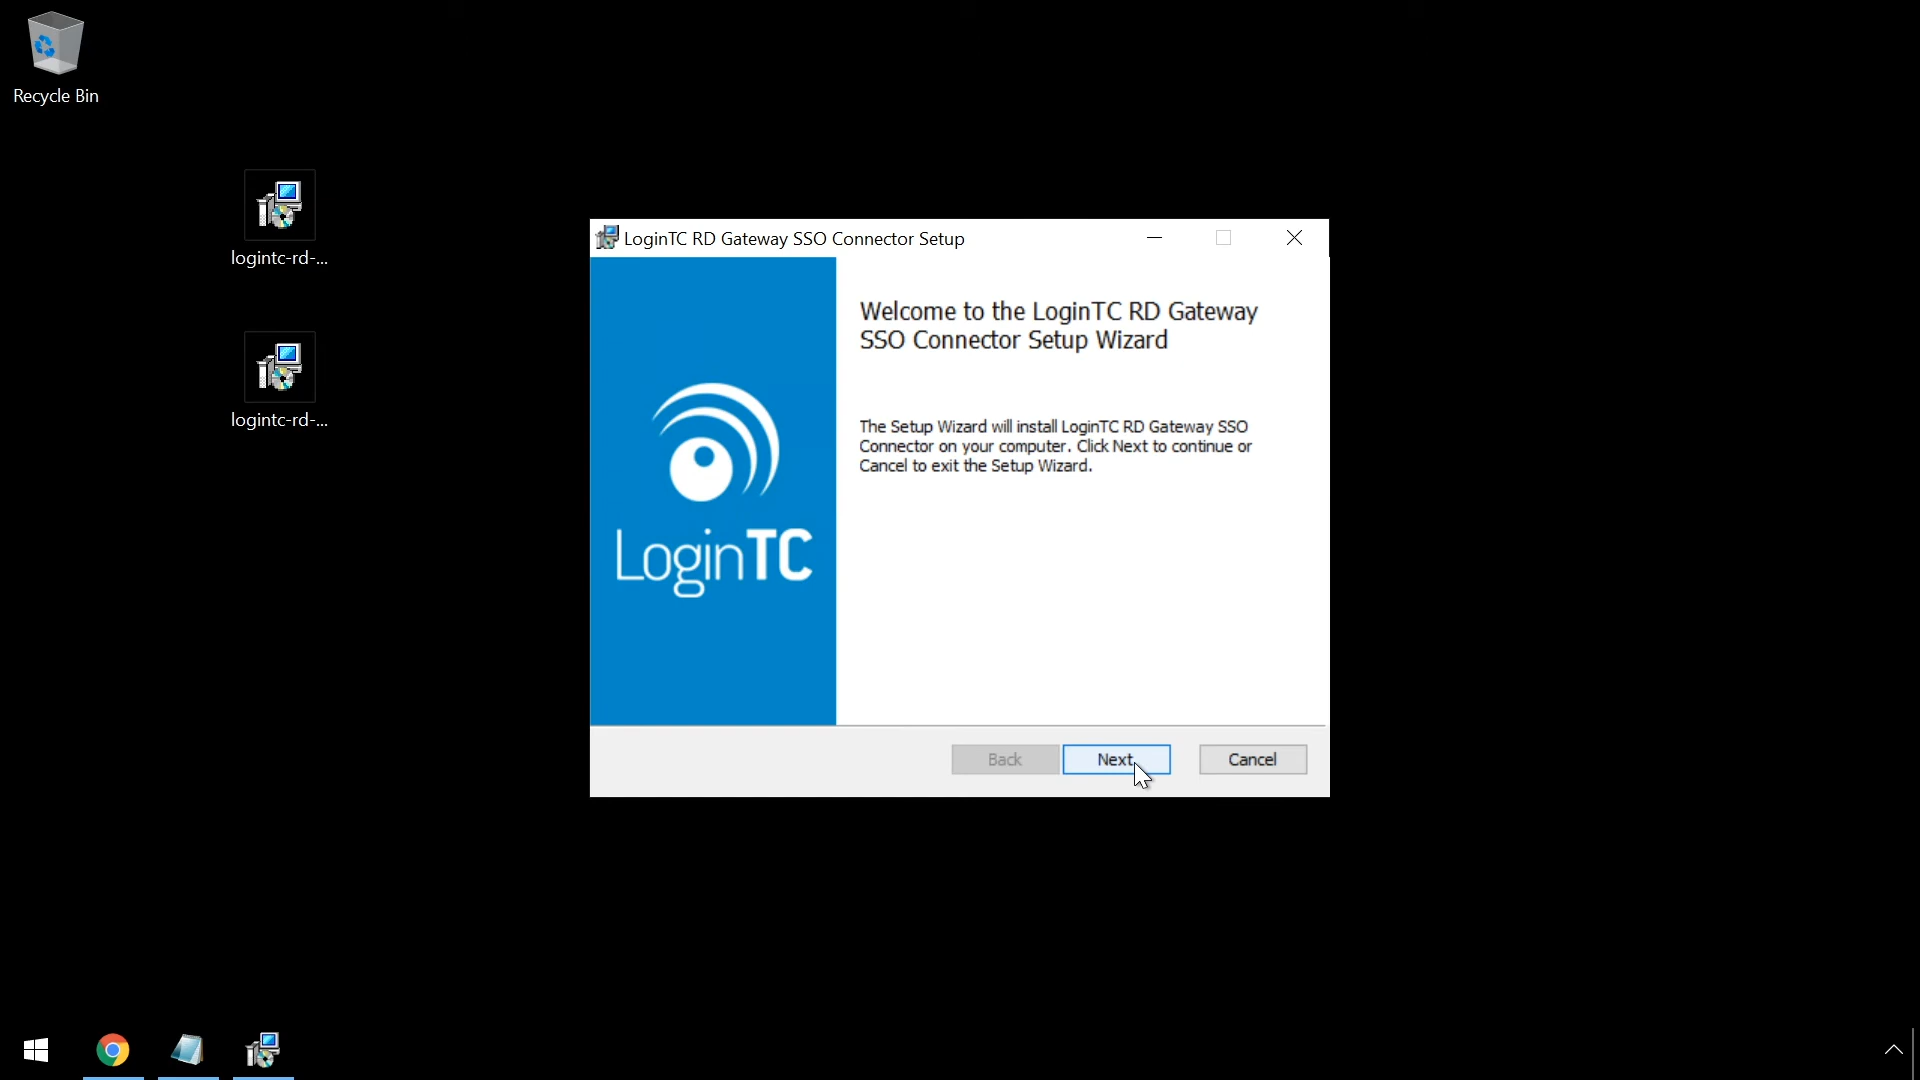 Recycle Bin
logintc-rd-...
logintc-rd-...
LoginTC RD Gateway SSO Connector Setup
LoginTC
Welcome to the LoginTC RD Gateway
SSO Connector Setup Wizard
The Setup Wizard will install LoginTC RD Gateway SSO
Connector on your computer. Click Next to continue or
Cancel to exit the Setup Wizard.
Back
Next
Cancel